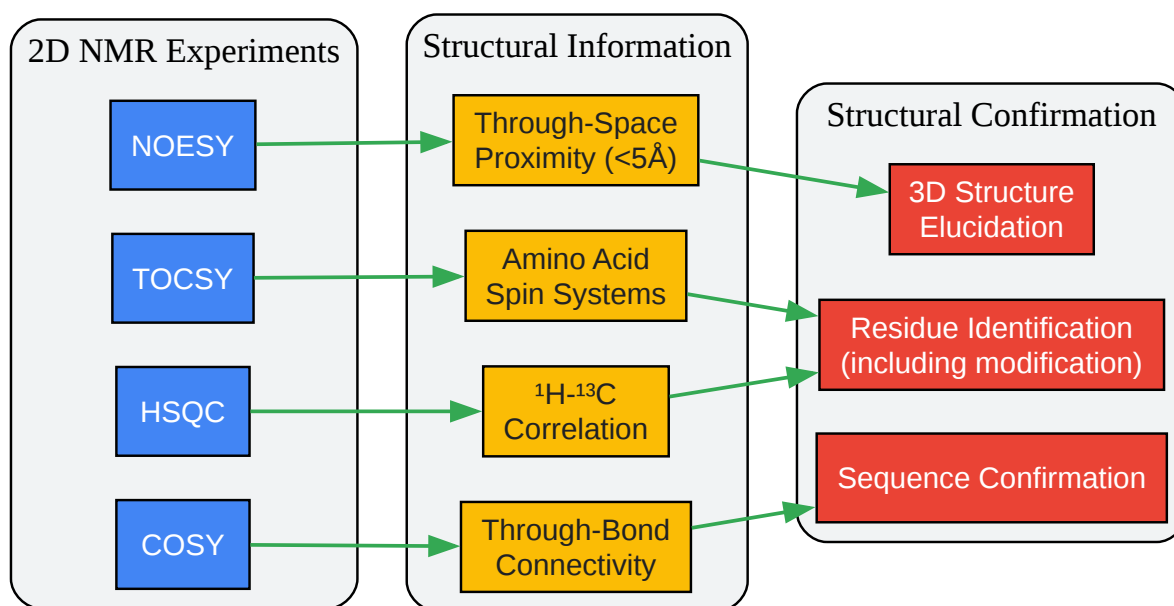 2D NMR Experiments
NOESY
TOCSY
HSQC
COSY
Structural Information
Through-Space
Proximity (<5Å)
Amino Acid
Spin Systems
¹H-¹³C
Correlation
Through-Bond
Connectivity
Structural Confirmation
3D Structure
Elucidation
Residue Identification
(including modification)
Sequence Confirmation